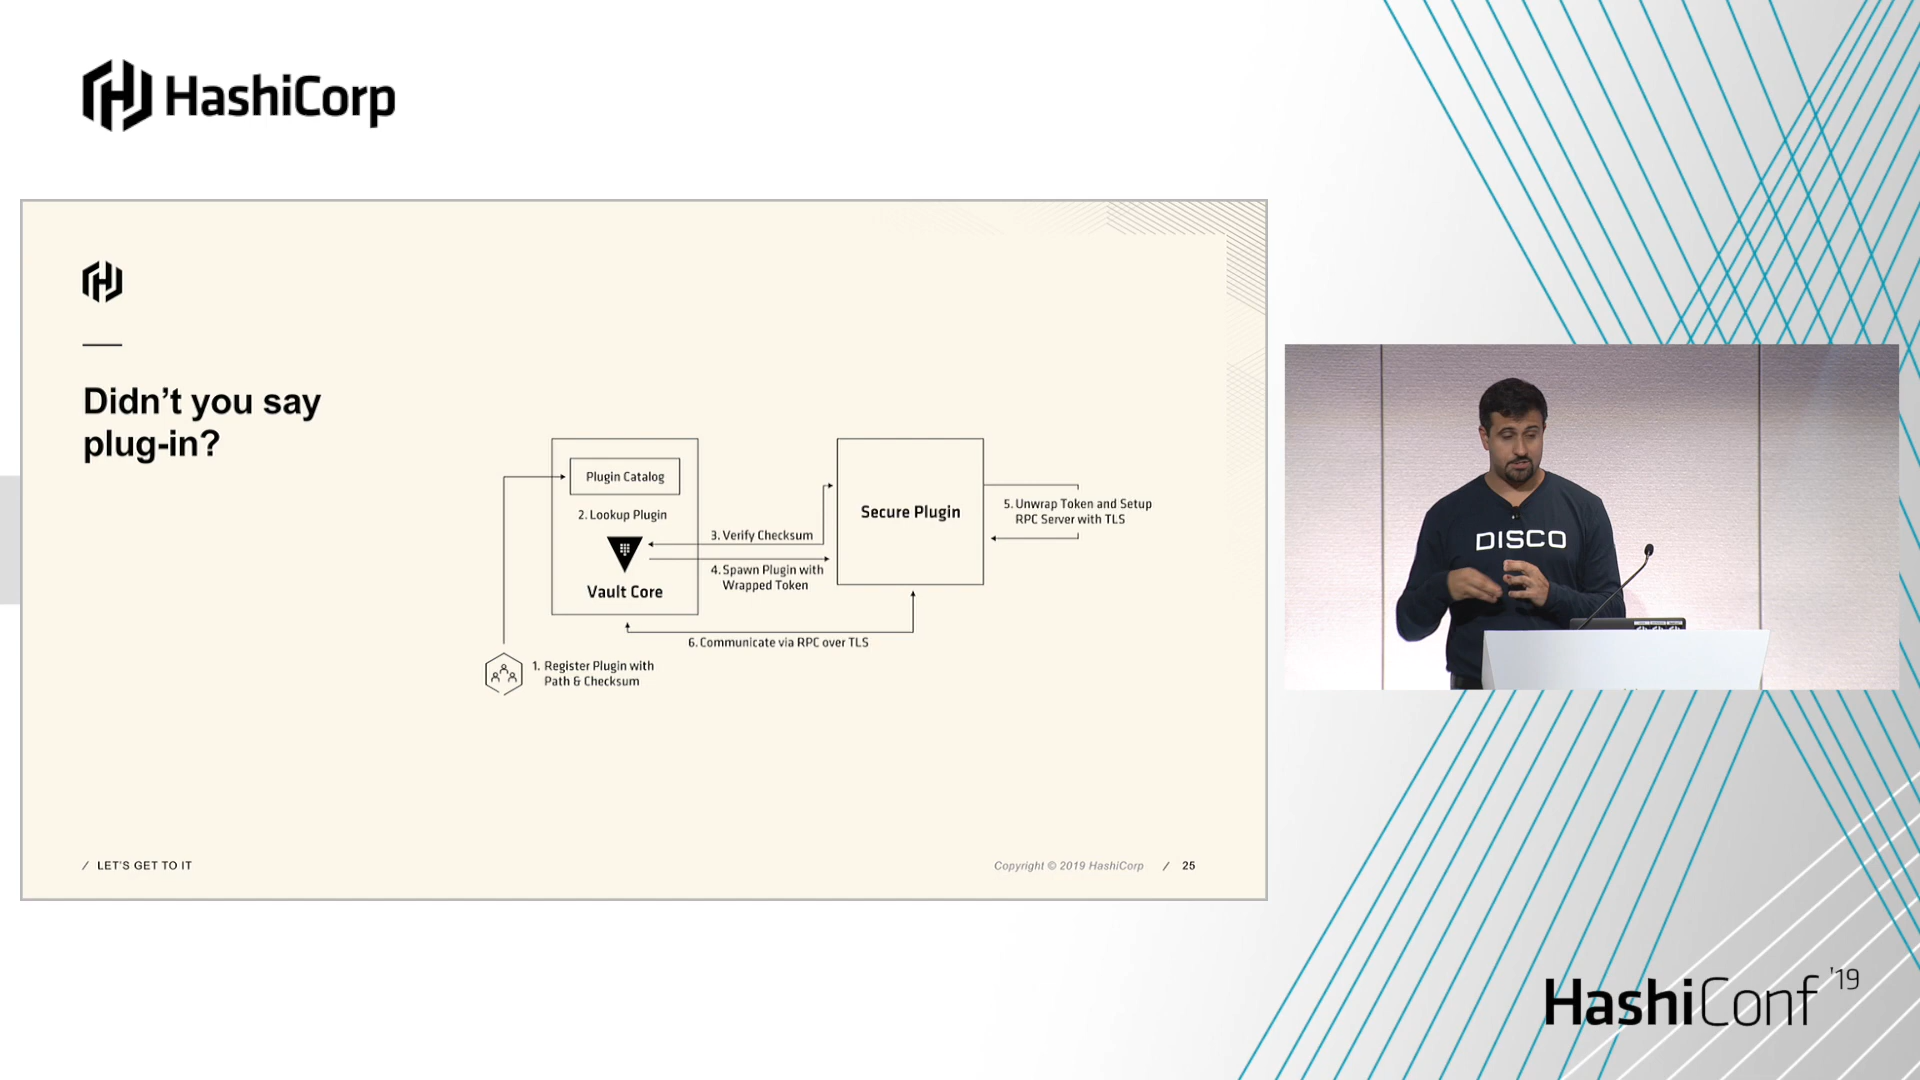 HashiCorp
Didn’t you say
plug-in?
Plugin Catalog
2. Lookup Plugin
Vault Core
3. Verify Checksum
4. Spawn Plugin with
Wrapped Token
Secure Plugin
5. Unwrap Token and Setup
RPC Server with TLS
6. Communicate via RPC over TLS
1. Register Plugin with
Path & Checksum
/ LET'S GET TO IT
Copyright © 2019 HashiCorp / 25
DISCO
HashiConf '19